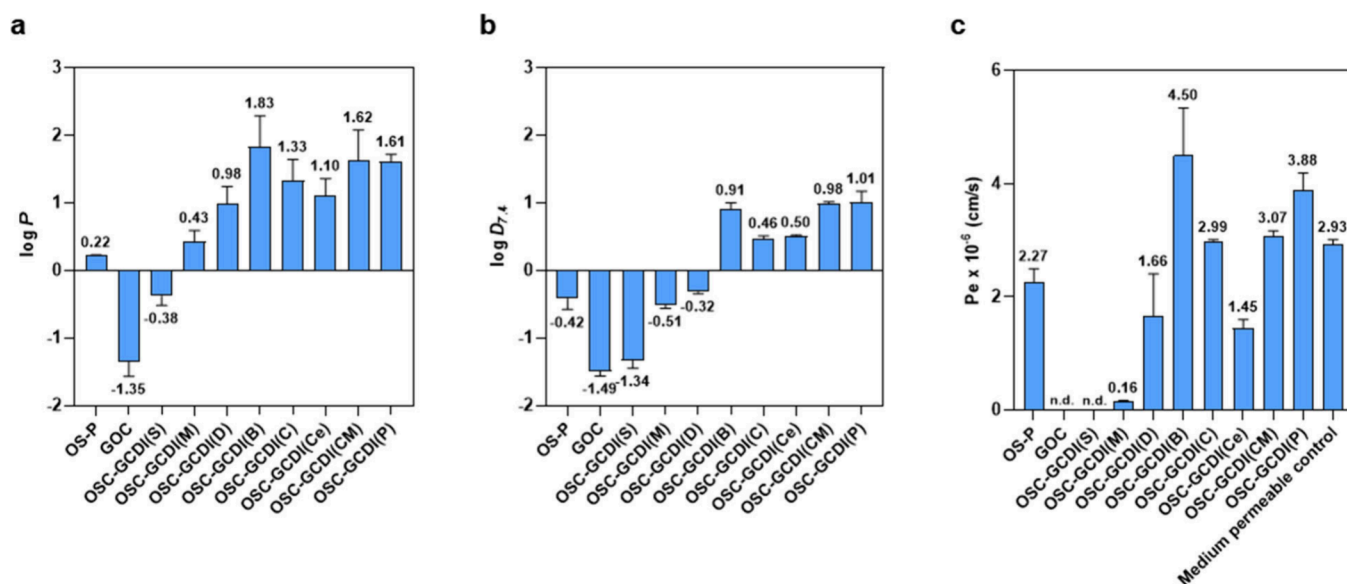 a
log P
3
2
1
0
-1
-2
0.22
-1.35
-0.38
0.43
0.98
1.83
1.33
1.10
1.62
1.61
OS-P
GOC
OSC-GCDI(S)
OSC-GCDI(M)
OSC-GCDI(D)
OSC-GCDI(B)
OSC-GCDI(C)
OSC-GCDI(Ce)
OSC-GCDI(CM)
OSC-GCDI(P)
b
log D7.4
3
2
1
0
-1
-2
-0.42
-1.49
-1.34
-0.51
-0.32
0.91
0.46
0.50
0.98
1.01
OS-P
GOC
OSC-GCDI(S)
OSC-GCDI(M)
OSC-GCDI(D)
OSC-GCDI(B)
OSC-GCDI(C)
OSC-GCDI(Ce)
OSC-GCDI(CM)
OSC-GCDI(P)
c
Pe x 10-6 (cm/s)
6
4
2
0
2.27
n.d.
n.d.
0.16
1.66
4.50
2.99
1.45
3.07
3.88
2.93
OS-P
GOC
OSC-GCDI(S)
OSC-GCDI(M)
OSC-GCDI(D)
OSC-GCDI(B)
OSC-GCDI(C)
OSC-GCDI(Ce)
OSC-GCDI(CM)
OSC-GCDI(P)
Medium permeable control